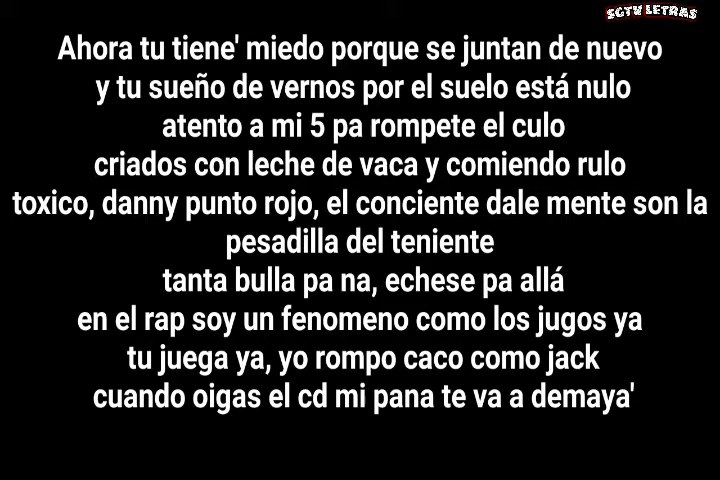 SGTV LETRAS
Ahora tu tiene' miedo porque se juntan de nuevo
y tu sueño de vernos por el suelo está nulo
atento a mi 5 pa rompete el culo
criados con leche de vaca y comiendo rulo
toxico, danny punto rojo, el conciente dale mente son la
pesadilla del teniente
tanta bulla pa na, echese pa allá
en el rap soy un fenomeno como los jugos ya
tu juega ya, yo rompo caco como jack
cuando oigas el cd mi pana te va a demaya'